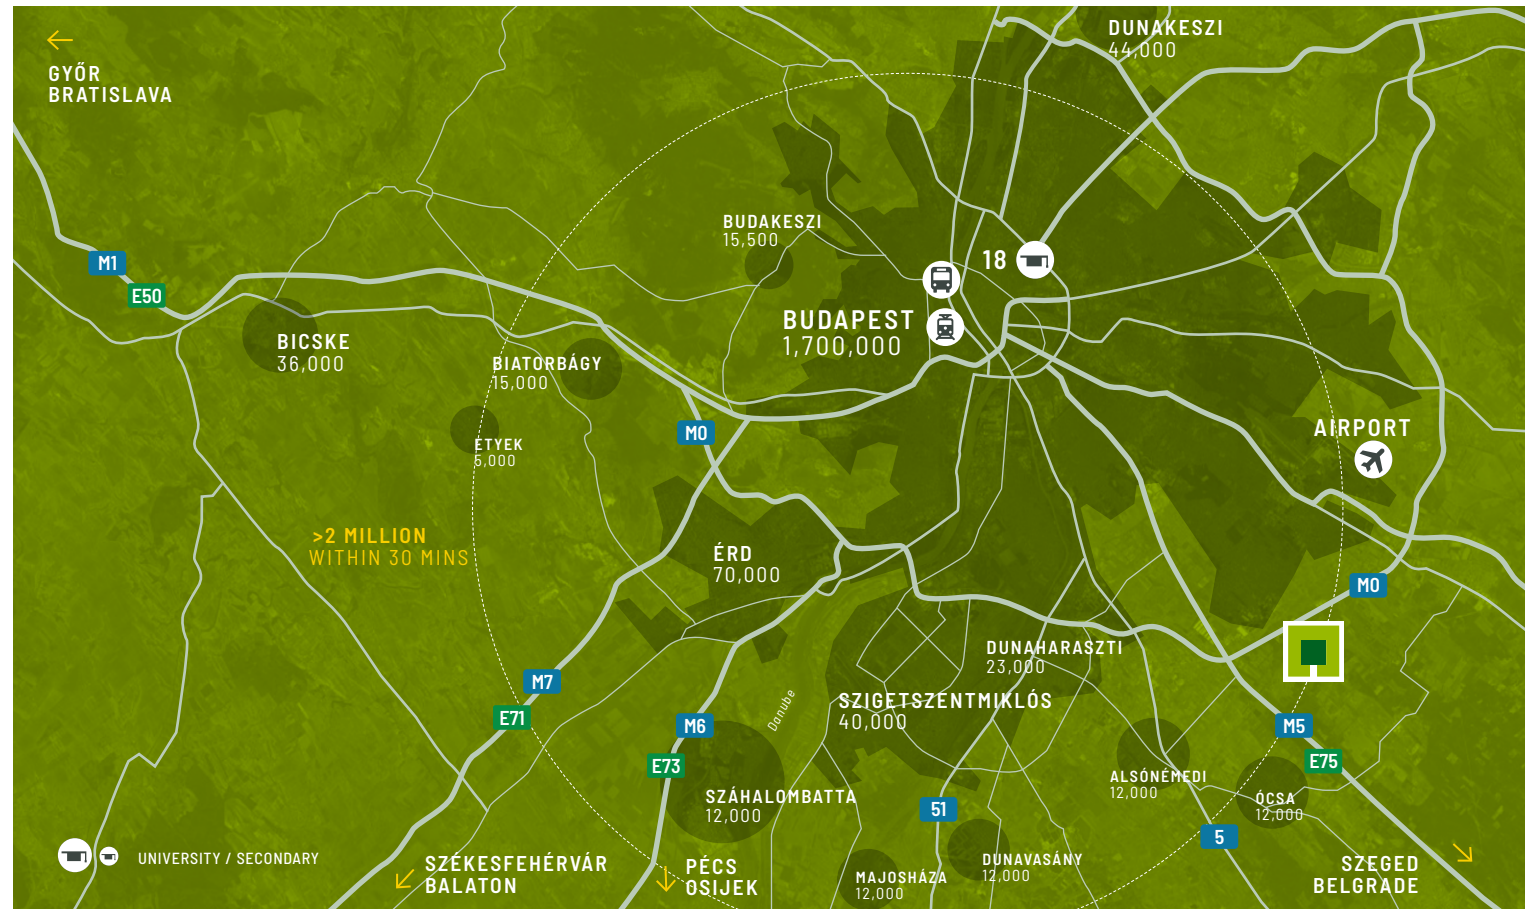 DUNAKESZI
44,000
GYŐR
BRATISLAVA
BUDAKESZI
15,500
18
M1
E50
BUDAPEST
1,700,000
BICSKE
36,000
BIATORBÁGY
15,000
AIRPORT
M0
ETYEK
5,000
>2 MILLION
WITHIN 30 MINS
ÉRD
70,000
M0
DUNAHARASZTI
23,000
M7
E71
SZIGETSZENTMIKLÓS
40,000
Danube
M6
E73
M5
E75
ALSÓNÉMEDI
12,000
SZÁHALOMBATTA
12,000
ÓCSA
12,000
51
5
UNIVERSITY / SECONDARY
SZÉKESFEHÉRVÁR
BALATON
PÉCS
OSIJEK
MAJOSHÁZA
12,000
DUNAVASÁNY
12,000
SZEGED
BELGRADE